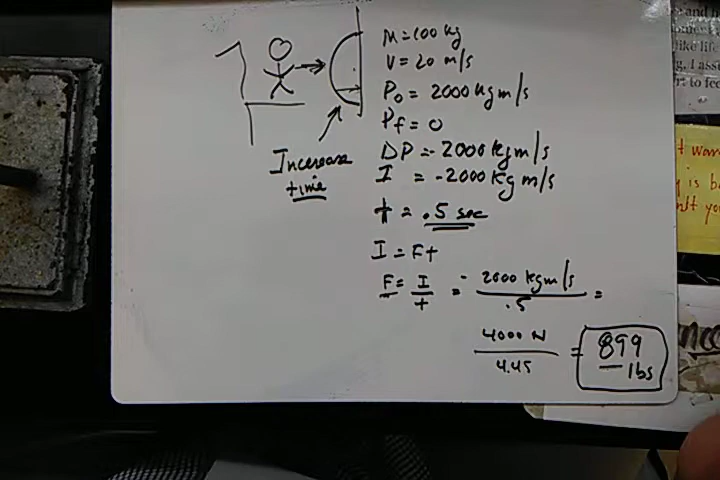 M = 100 kg
V = 20 m/s
P₀ = 2000 kg m/s
Pf = 0
ΔP = -2000 kg m/s
I = -2000 kg m/s
t = .5 sec
I = Ft
F = I/t = -2000 kg m/s / .5 =
4000 N / 4.45 = 899 lbs
Increase
time